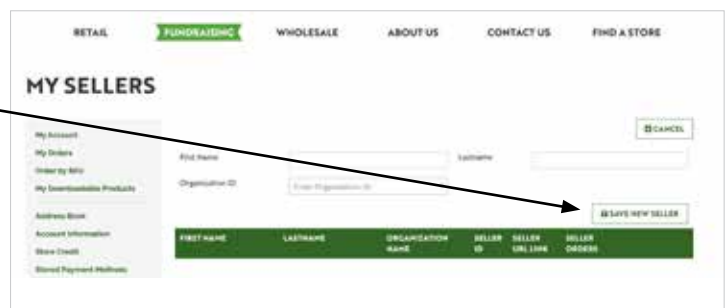 RETAIL FUNDRAISING WHOLESALE ABOUT US CONTACT US FIND A STORE
MY SELLERS
CANCEL
My Account
My Orders
Order by SKU
My Downloadable Products
Address Book
Account Information
Store Credit
Stored Payment Methods
First Name Lastname
Organization ID Enter Organization ID
SAVE NEW SELLER
FIRST NAME LASTNAME ORGANIZATION NAME SELLER ID SELLER URL LINK SELLER ORDERS